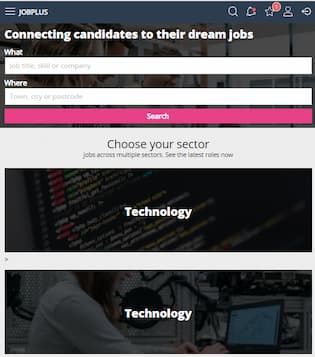 JOBPLUS
Connecting candidates to their dream jobs
What
Job title, skill or company
Where
Town, city or postcode
Search
Choose your sector
Jobs across multiple sectors. See the latest roles now
Technology
>
Technology